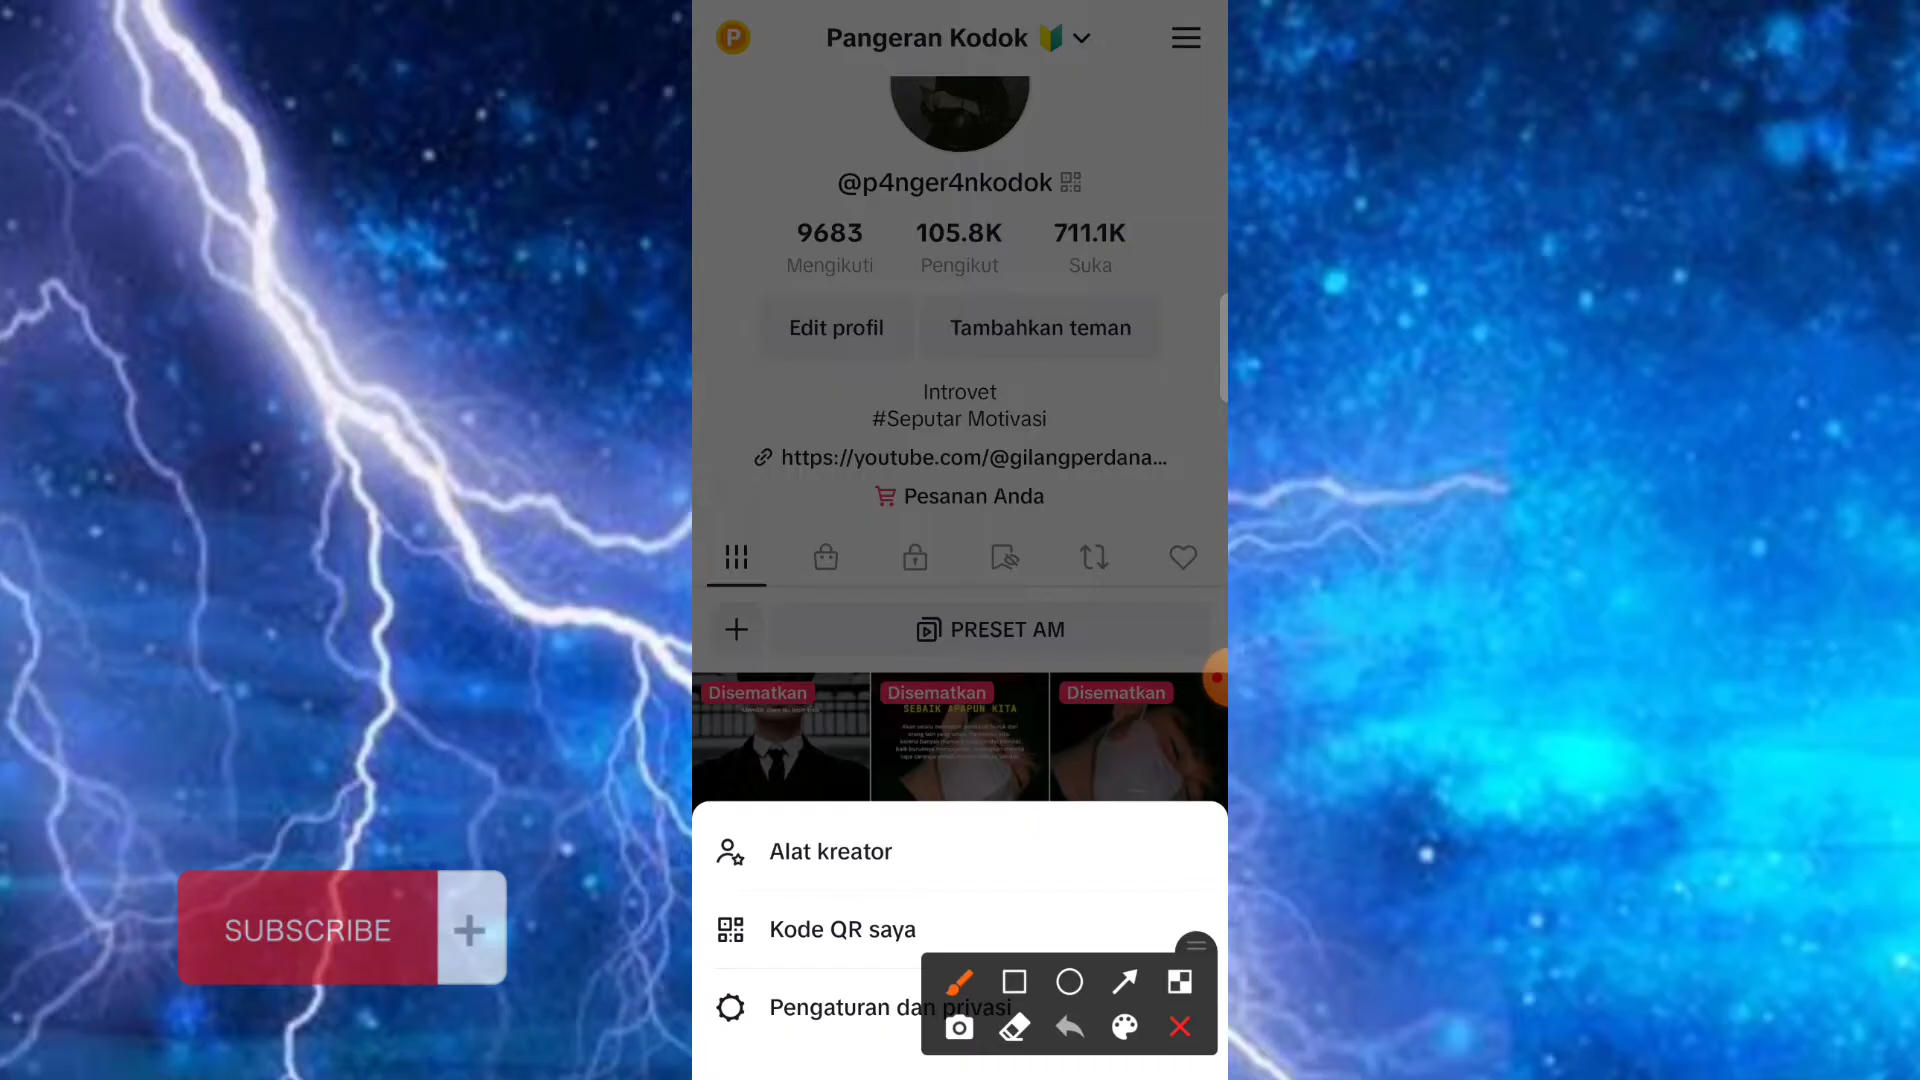 P
Pangeran Kodok
@p4nger4nkodok
9683
105.8K
711.1K
Mengikuti
Pengikut
Suka
Edit profil
Tambahkan teman
Introvet
#Seputar Motivasi
https://youtube.com/@gilangperdana...
Pesanan Anda
PRESET AM
Disematkan
Disematkan
Disematkan
SEBAIK APAPUN KITA
Alat kreator
Kode QR saya
Pengaturan dan privasi
SUBSCRIBE